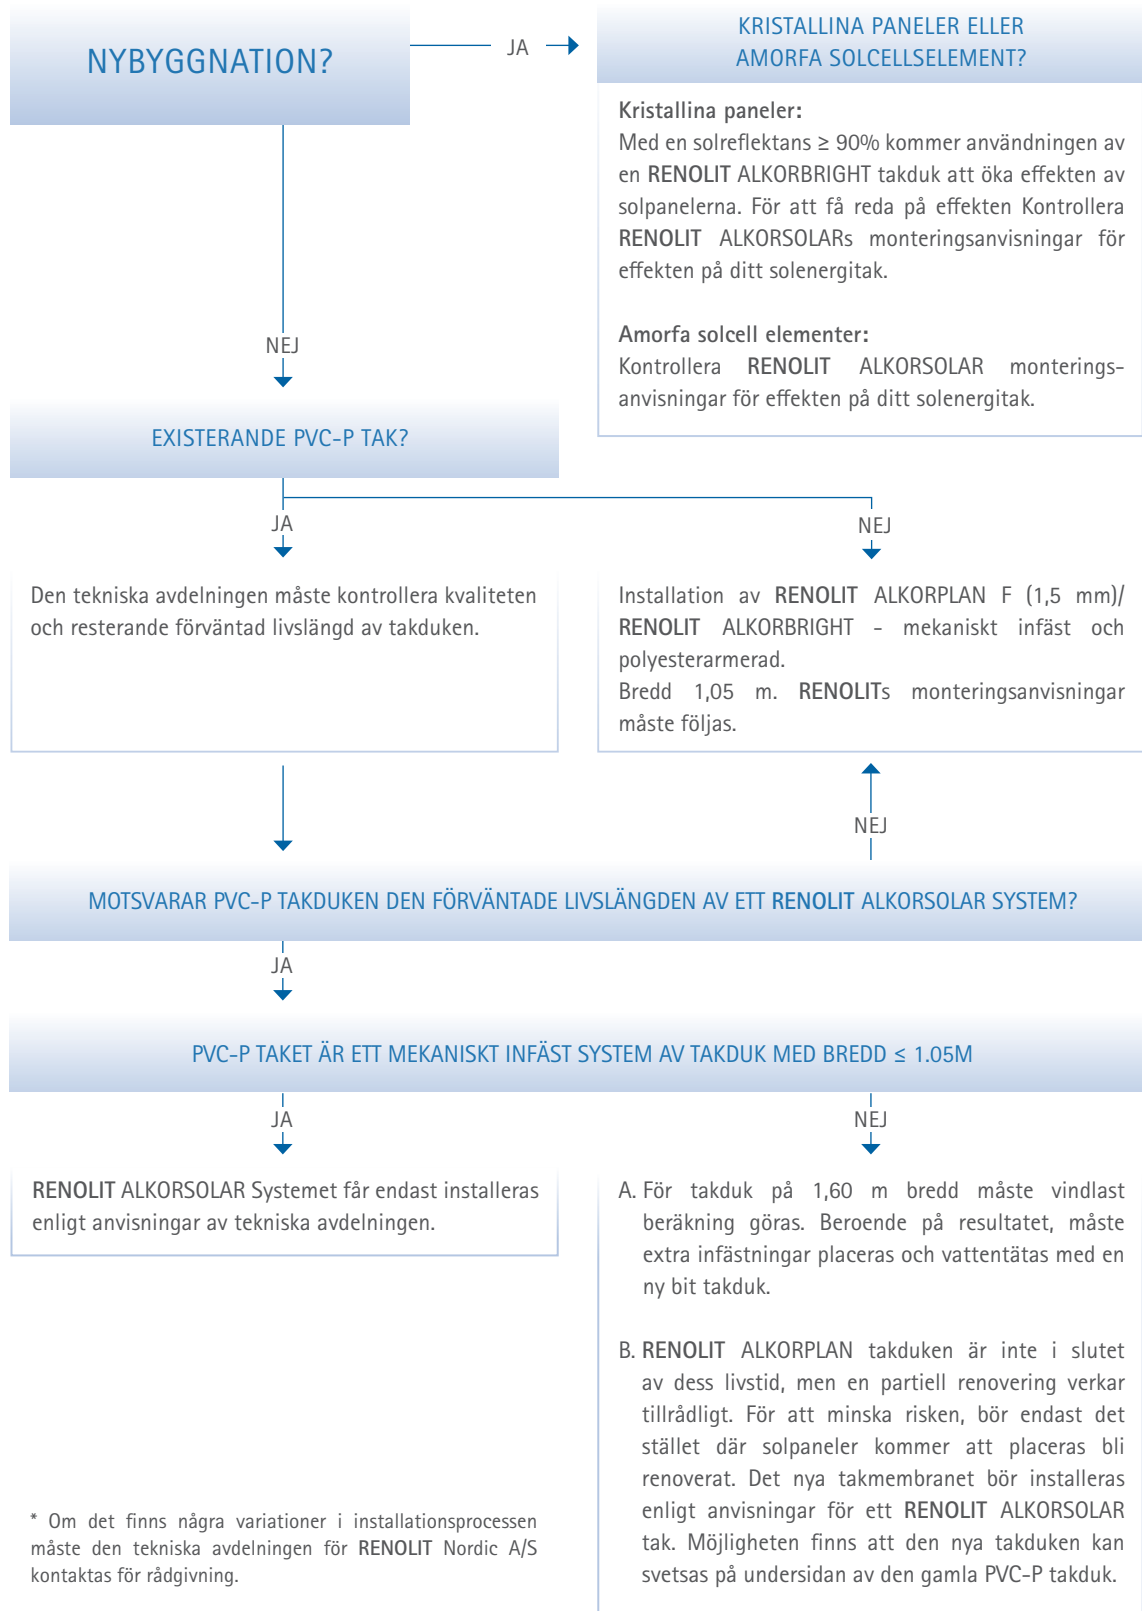 NYBYGGNATION?
JA
KRISTALLINA PANELER ELLER
AMORFA SOLCELLSELEMENT?
Kristallina paneler:
Med en solreflektans ≥ 90% kommer användningen av
en RENOLIT ALKORBRIGHT takduk att öka effekten av
solpanelerna. För att få reda på effekten Kontrollera
RENOLIT ALKORSOLARs monteringsanvisningar för
effekten på ditt solenergitak.
Amorfa solcell elementer:
Kontrollera RENOLIT ALKORSOLAR monterings-
anvisningar för effekten på ditt solenergitak.
NEJ
EXISTERANDE PVC-P TAK?
JA
NEJ
Den tekniska avdelningen måste kontrollera kvaliteten
och resterande förväntad livslängd av takduken.
Installation av RENOLIT ALKORPLAN F (1,5 mm)/
RENOLIT ALKORBRIGHT - mekaniskt infäst och
polyesterarmerad.
Bredd 1,05 m. RENOLITs monteringsanvisningar
måste följas.
NEJ
MOTSVARAR PVC-P TAKDUKEN DEN FÖRVÄNTADE LIVSLÄNGDEN AV ETT RENOLIT ALKORSOLAR SYSTEM?
JA
PVC-P TAKET ÄR ETT MEKANISKT INFÄST SYSTEM AV TAKDUK MED BREDD ≤ 1.05M
JA
NEJ
RENOLIT ALKORSOLAR Systemet får endast installeras
enligt anvisningar av tekniska avdelningen.
A. För takduk på 1,60 m bredd måste vindlast
beräkning göras. Beroende på resultatet, måste
extra infästningar placeras och vattentätas med en
ny bit takduk.
B. RENOLIT ALKORPLAN takduken är inte i slutet
av dess livstid, men en partiell renovering verkar
tillrådligt. För att minska risken, bör endast det
stället där solpaneler kommer att placeras bli
renoverat. Det nya takmembranet bör installeras
enligt anvisningar för ett RENOLIT ALKORSOLAR
tak. Möjligheten finns att den nya takduken kan
svetsas på undersidan av den gamla PVC-P takduk.
* Om det finns några variationer i installationsprocessen
måste den tekniska avdelningen för RENOLIT Nordic A/S
kontaktas för rådgivning.